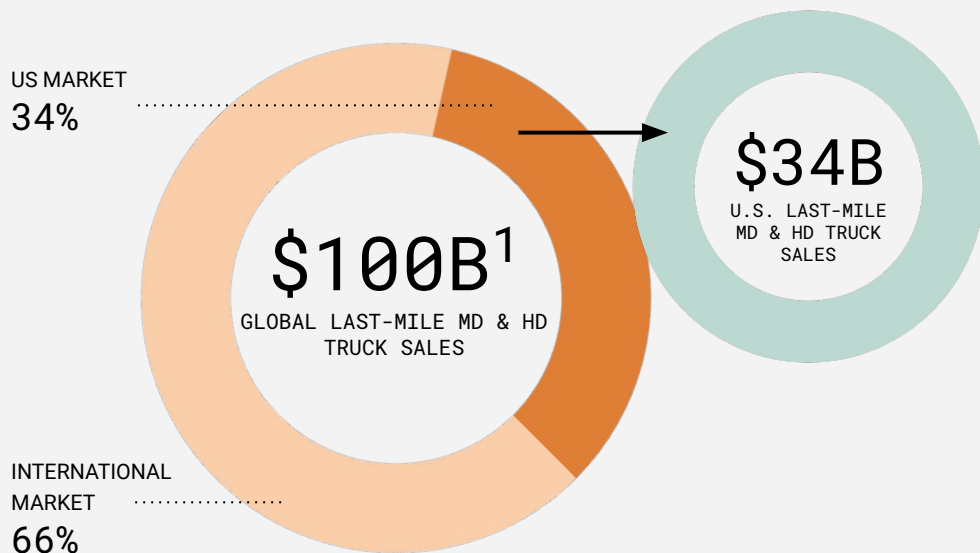 US MARKET
34%
$100B1
GLOBAL LAST-MILE MD & HD
TRUCK SALES
INTERNATIONAL
MARKET
66%
$34B
U.S. LAST-MILE
MD & HD TRUCK
SALES